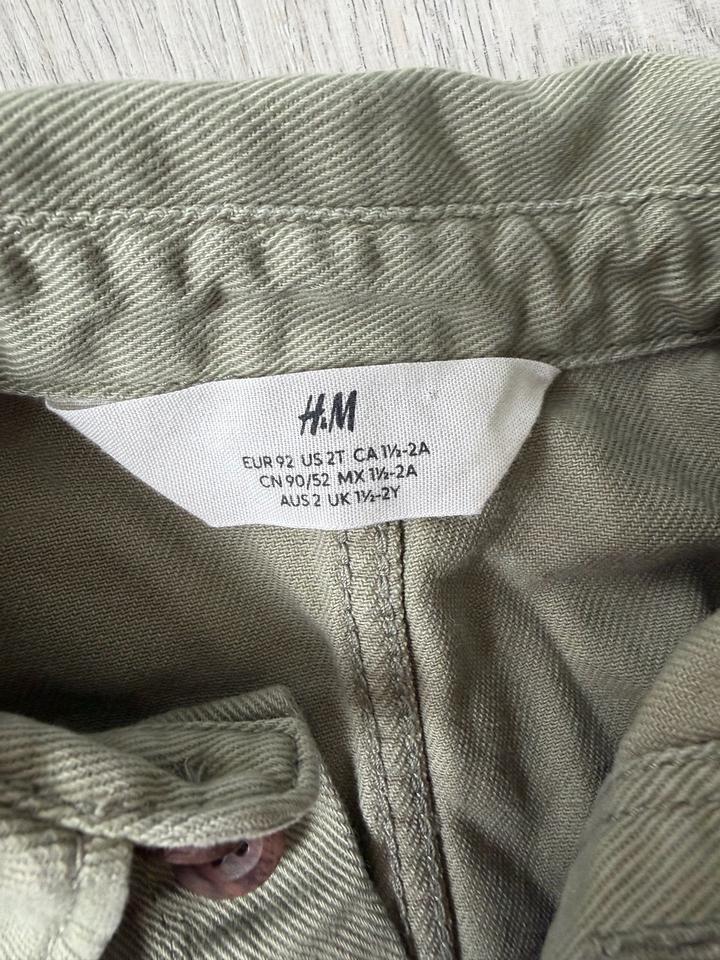 H&M
EUR 92 US 2T CA 1½-2A
CN 90/52 MX 1½-2A
AUS 2 UK 1½-2Y